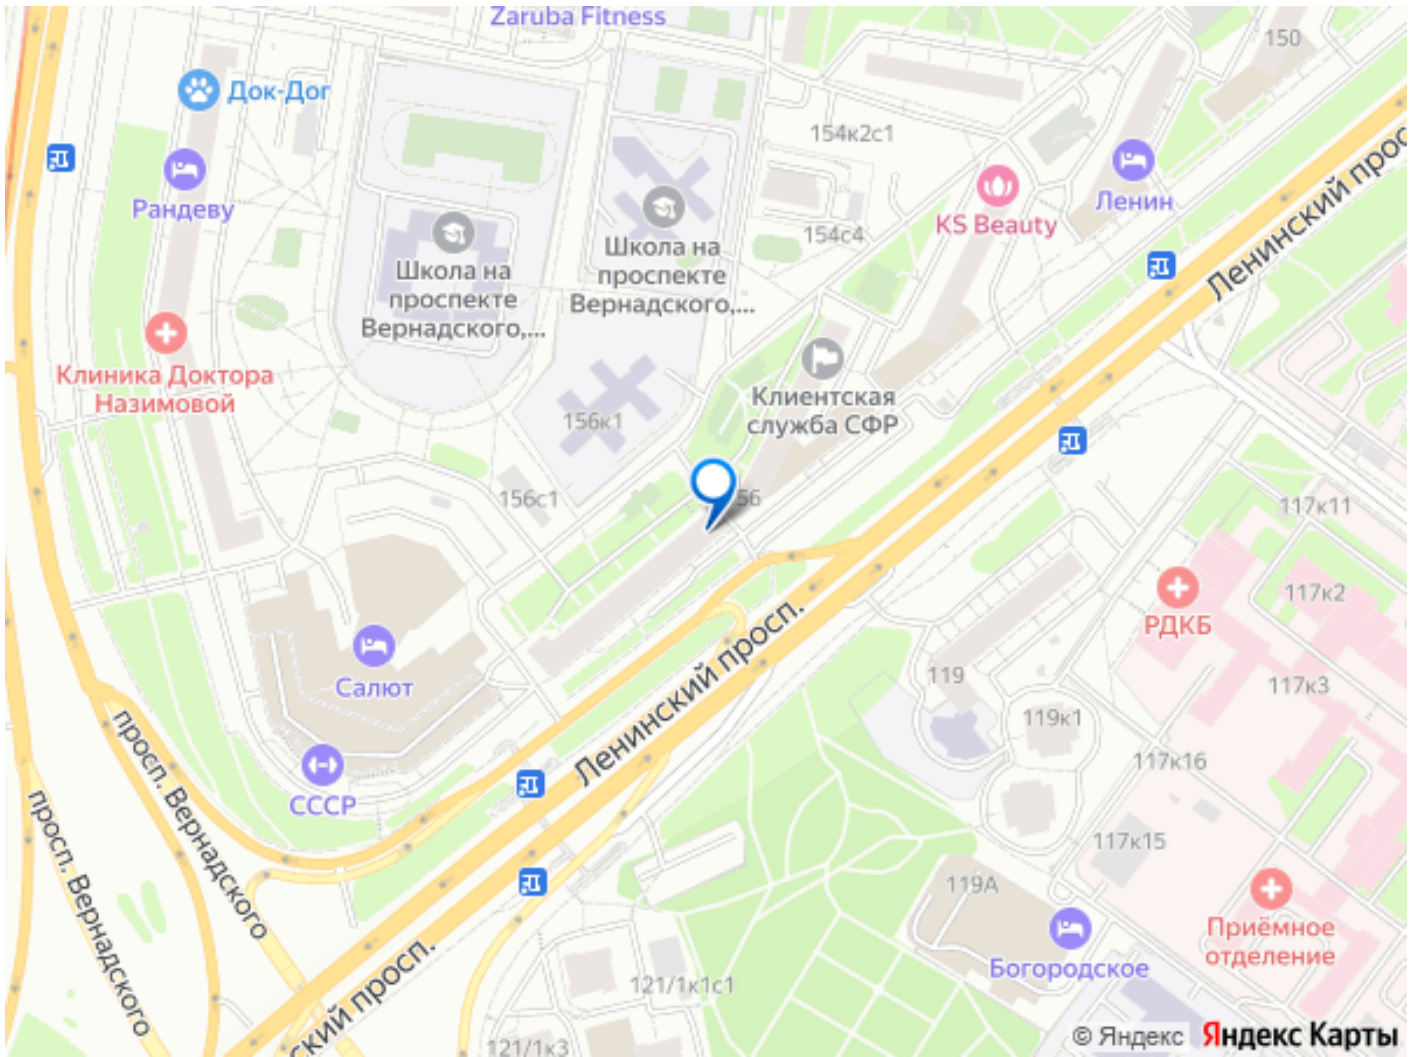 Zaruba Fitness
150
Док-Дог
154к2с1
Рандеву
KS Beauty
Ленин
Ленинский прос
Школа на
проспекте
Вернадского,...
Школа на
проспекте
Вернадского,...
154с4
Клиника Доктора
Назимовой
Клиентская
служба СФР
156к1
156с1
56
117к11
117к2
РДКБ
Салют
Ленинский просп.
119
117к3
119к1
117к16
СССР
просп. Вернадского
просп. Вернадского
117к15
119А
Приёмное
отделение
Богородское
ский просп.
121/1к1с1
121/1к3
© Яндекс Яндекс Карты